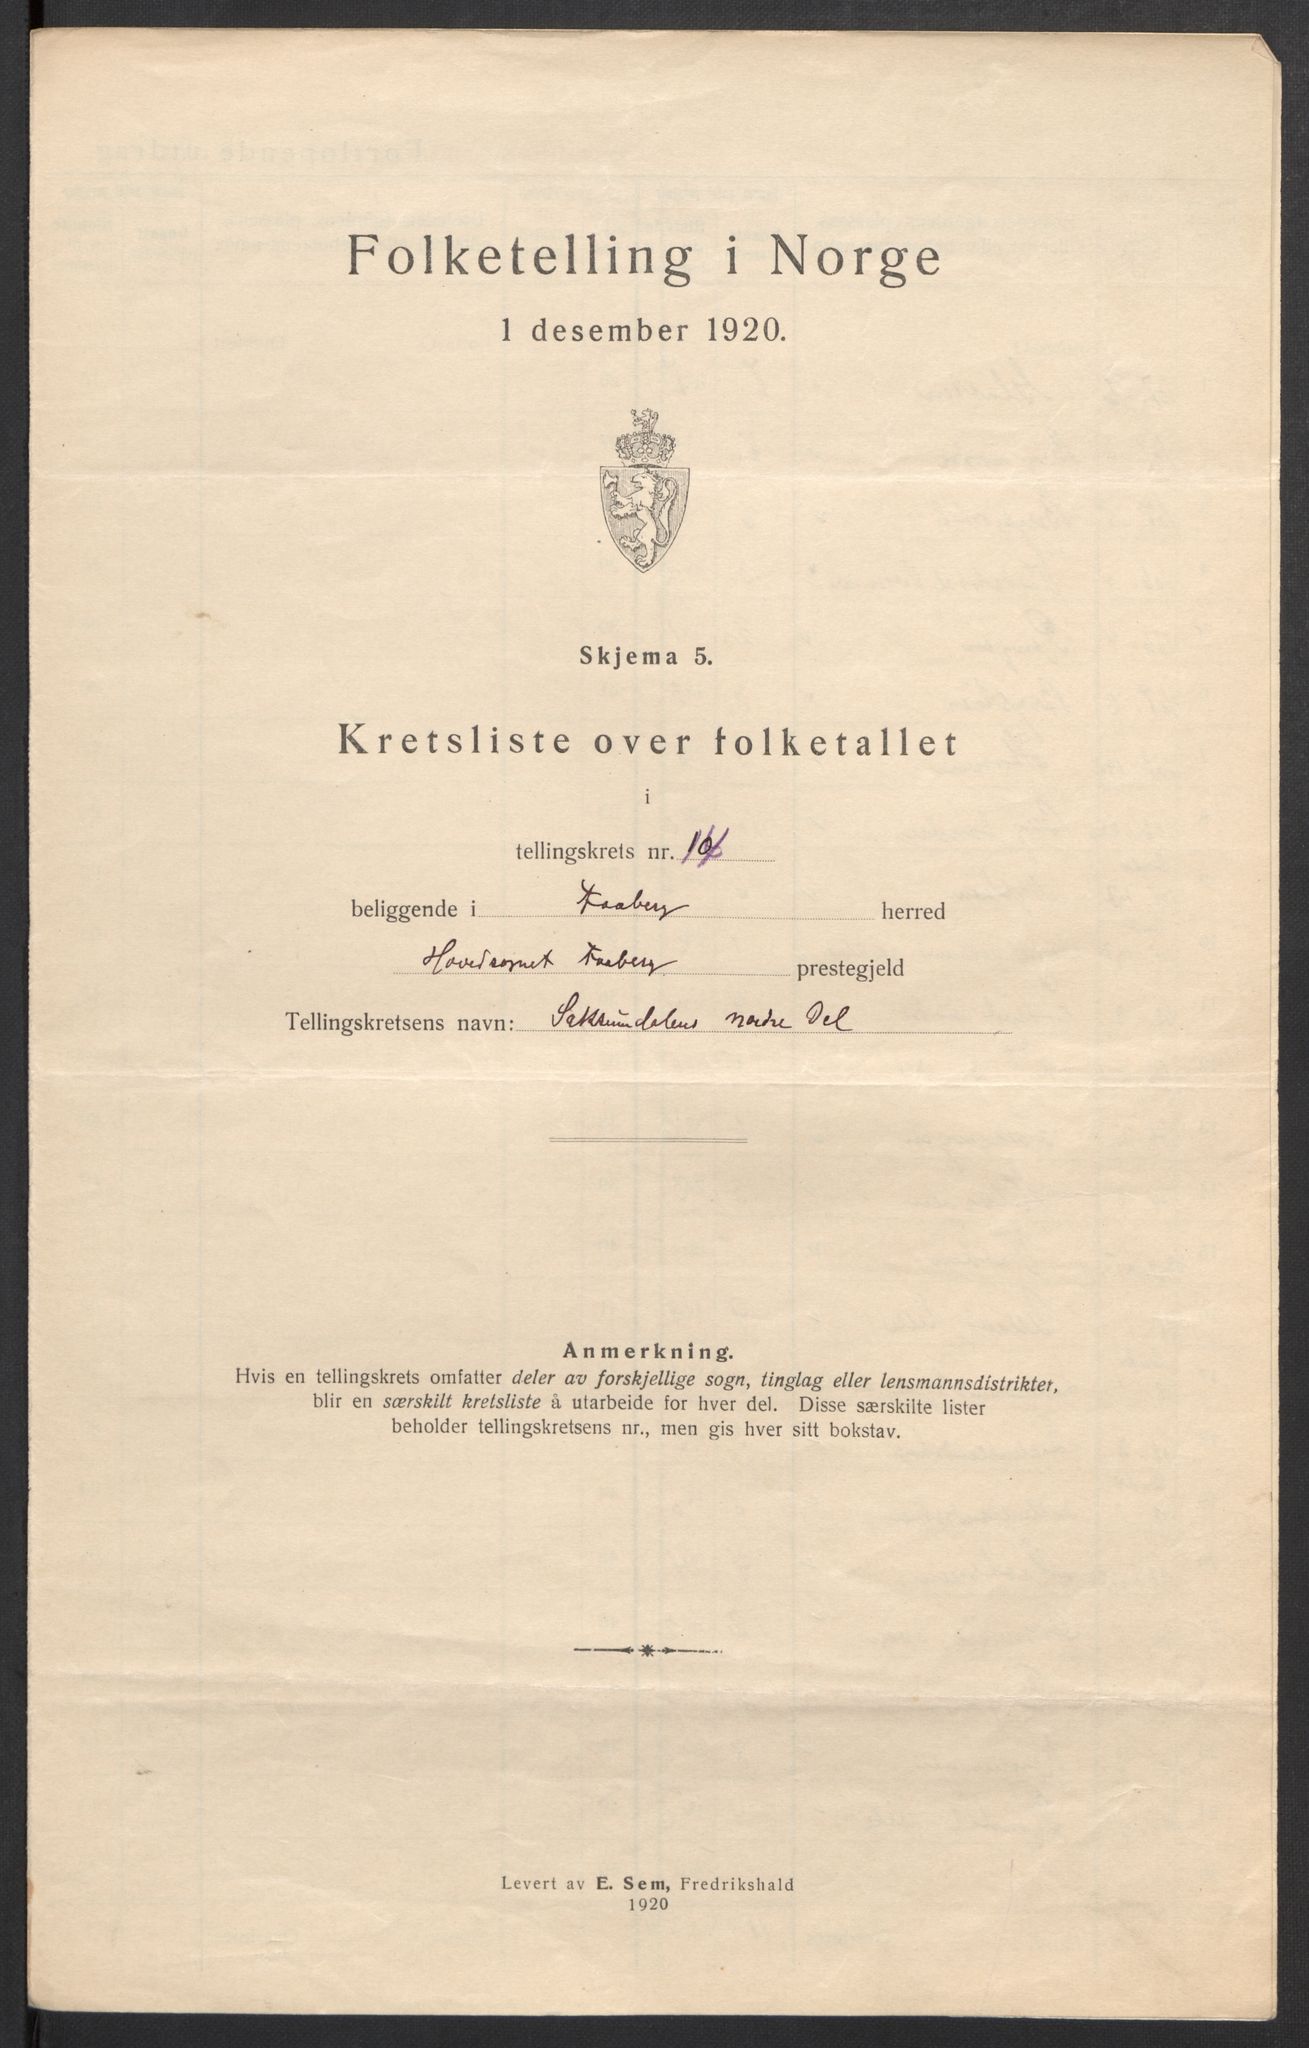 Folketelling i Norge
1 desember 1920.
Skjema 5.
Kretsliste over folketallet
i
tellingskrets nr.
beliggende i Faaberg herred
Hovedsognet Faaberg prestegjeld
Tellingskretsens navn: Saksumdalens nordre Del
Anmerkning.
Hvis en tellingskrets omfatter deler av forskjellige sogn, tinglag eller lensmannsdistrikter,
blir en særskilt kretsliste å utarbeide for hver del. Disse særskilte lister
beholder tellingskretsens nr., men gis hver sitt bokstav.
Levert av E. Sem, Fredrikshald
1920